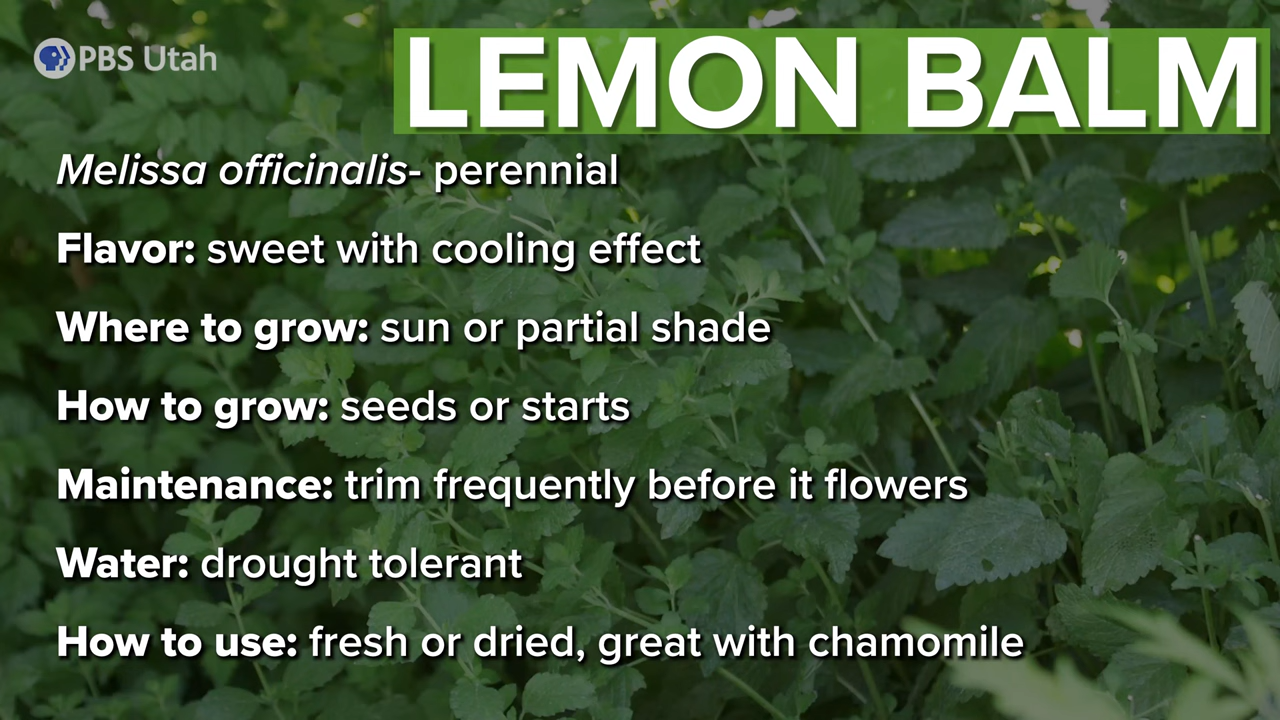 PBS Utah
LEMON BALM
Melissa officinalis- perennial
Flavor: sweet with cooling effect
Where to grow: sun or partial shade
How to grow: seeds or starts
Maintenance: trim frequently before it flowers
Water: drought tolerant
How to use: fresh or dried, great with chamomile